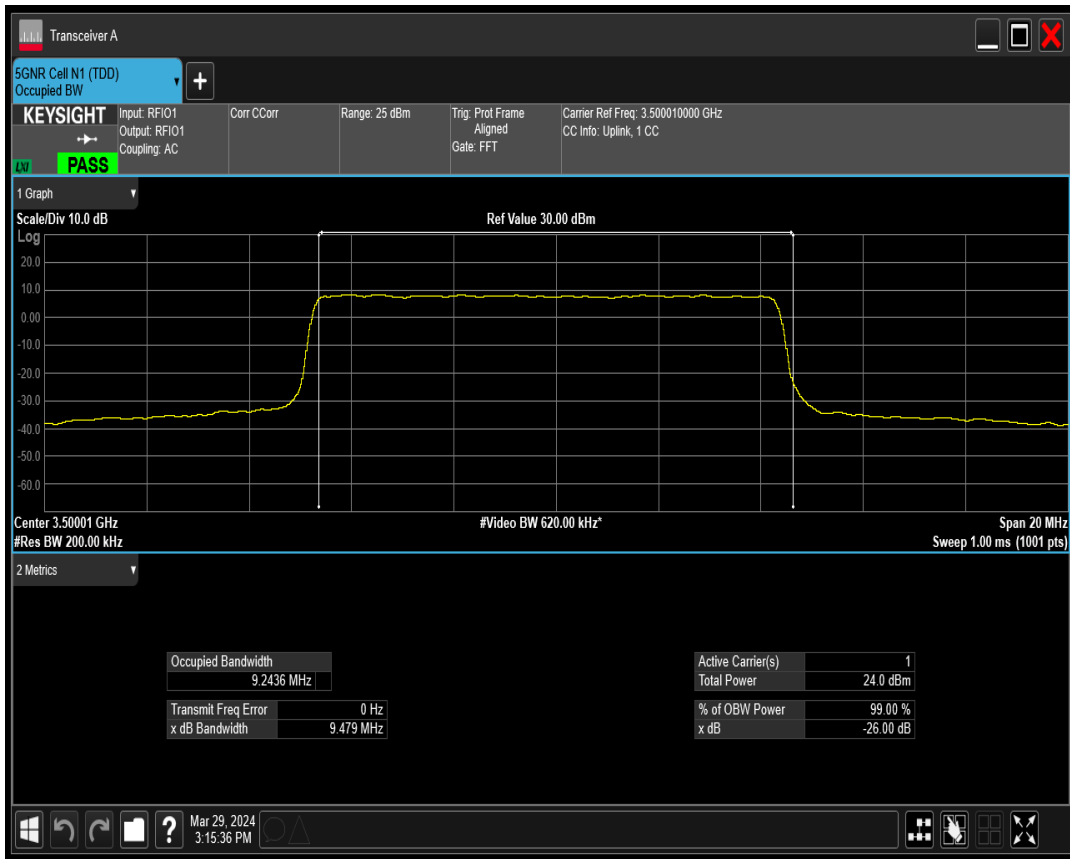 Transceiver A
5GNR Cell N1 (TDD)
Occupied BW
+
KEYSIGHT
LXI
PASS
Input: RFIO1
Output: RFIO1
Coupling: AC
Corr CCorr
Range: 25 dBm
Trig: Prot Frame
Aligned
Gate: FFT
Carrier Ref Freq: 3.500010000 GHz
CC Info: Uplink, 1 CC
1 Graph
Scale/Div 10.0 dB
Ref Value 30.00 dBm
Log
20.0
10.0
0.00
-10.0
-20.0
-30.0
-40.0
-50.0
-60.0
Center 3.50001 GHz
#Video BW 620.00 kHz*
Span 20 MHz
#Res BW 200.00 kHz
Sweep 1.00 ms (1001 pts)
2 Metrics
Occupied Bandwidth
9.2436 MHz
Transmit Freq Error 0 Hz
x dB Bandwidth 9.479 MHz
Active Carrier(s) 1
Total Power 24.0 dBm
% of OBW Power 99.00 %
x dB -26.00 dB
?
Mar 29, 2024
3:15:36 PM